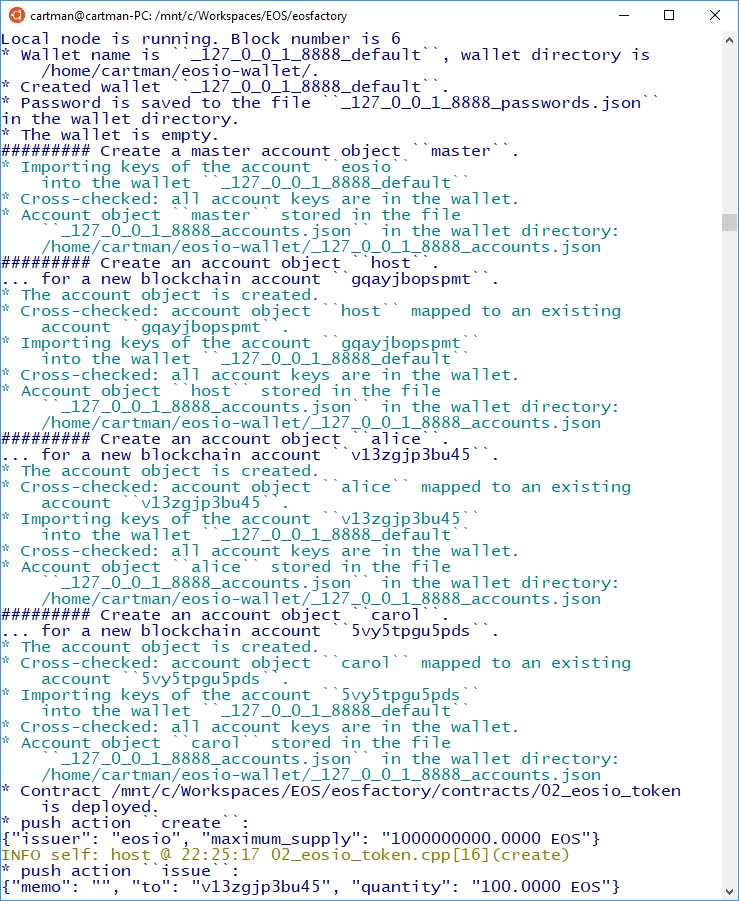 cartman@cartman-PC: /mnt/c/Workspaces/EOS/eosfactory
Local node is running. Block number is 6
* Wallet name is ``_127_0_0_1_8888_default``, wallet directory is
/home/cartman/eosio-wallet/.
* Created wallet ``_127_0_0_1_8888_default``.
* Password is saved to the file ``_127_0_0_1_8888_passwords.json``
in the wallet directory.
* The wallet is empty.
######### Create a master account object ``master``.
* Importing keys of the account ``eosio``
into the wallet ``_127_0_0_1_8888_default``
* Cross-checked: all account keys are in the wallet.
* Account object ``master`` stored in the file
``_127_0_0_1_8888_accounts.json`` in the wallet directory:
/home/cartman/eosio-wallet/_127_0_0_1_8888_accounts.json
######### Create an account object ``host``.
... for a new blockchain account ``gqayjbopspmt``.
* The account object is created.
* Cross-checked: account object ``host`` mapped to an existing
account ``gqayjbopspmt``.
* Importing keys of the account ``gqayjbopspmt``
into the wallet ``_127_0_0_1_8888_default``
* Cross-checked: all account keys are in the wallet.
* Account object ``host`` stored in the file
``_127_0_0_1_8888_accounts.json`` in the wallet directory:
/home/cartman/eosio-wallet/_127_0_0_1_8888_accounts.json
######### Create an account object ``alice``.
... for a new blockchain account ``v13zgjp3bu45``.
* The account object is created.
* Cross-checked: account object ``alice`` mapped to an existing
account ``v13zgjp3bu45``.
* Importing keys of the account ``v13zgjp3bu45``
into the wallet ``_127_0_0_1_8888_default``
* Cross-checked: all account keys are in the wallet.
* Account object ``alice`` stored in the file
``_127_0_0_1_8888_accounts.json`` in the wallet directory:
/home/cartman/eosio-wallet/_127_0_0_1_8888_accounts.json
######### Create an account object ``carol``.
... for a new blockchain account ``5vy5tpgu5pds``.
* The account object is created.
* Cross-checked: account object ``carol`` mapped to an existing
account ``5vy5tpgu5pds``.
* Importing keys of the account ``5vy5tpgu5pds``
into the wallet ``_127_0_0_1_8888_default``
* Cross-checked: all account keys are in the wallet.
* Account object ``carol`` stored in the file
``_127_0_0_1_8888_accounts.json`` in the wallet directory:
/home/cartman/eosio-wallet/_127_0_0_1_8888_accounts.json
* Contract /mnt/c/Workspaces/EOS/eosfactory/contracts/02_eosio_token
is deployed.
* push action ``create``:
{"issuer": "eosio", "maximum_supply": "1000000000.0000 EOS"}
INFO self: host @ 22:25:17 02_eosio_token.cpp[16](create)
* push action ``issue``:
{"memo": "", "to": "v13zgjp3bu45", "quantity": "100.0000 EOS"}